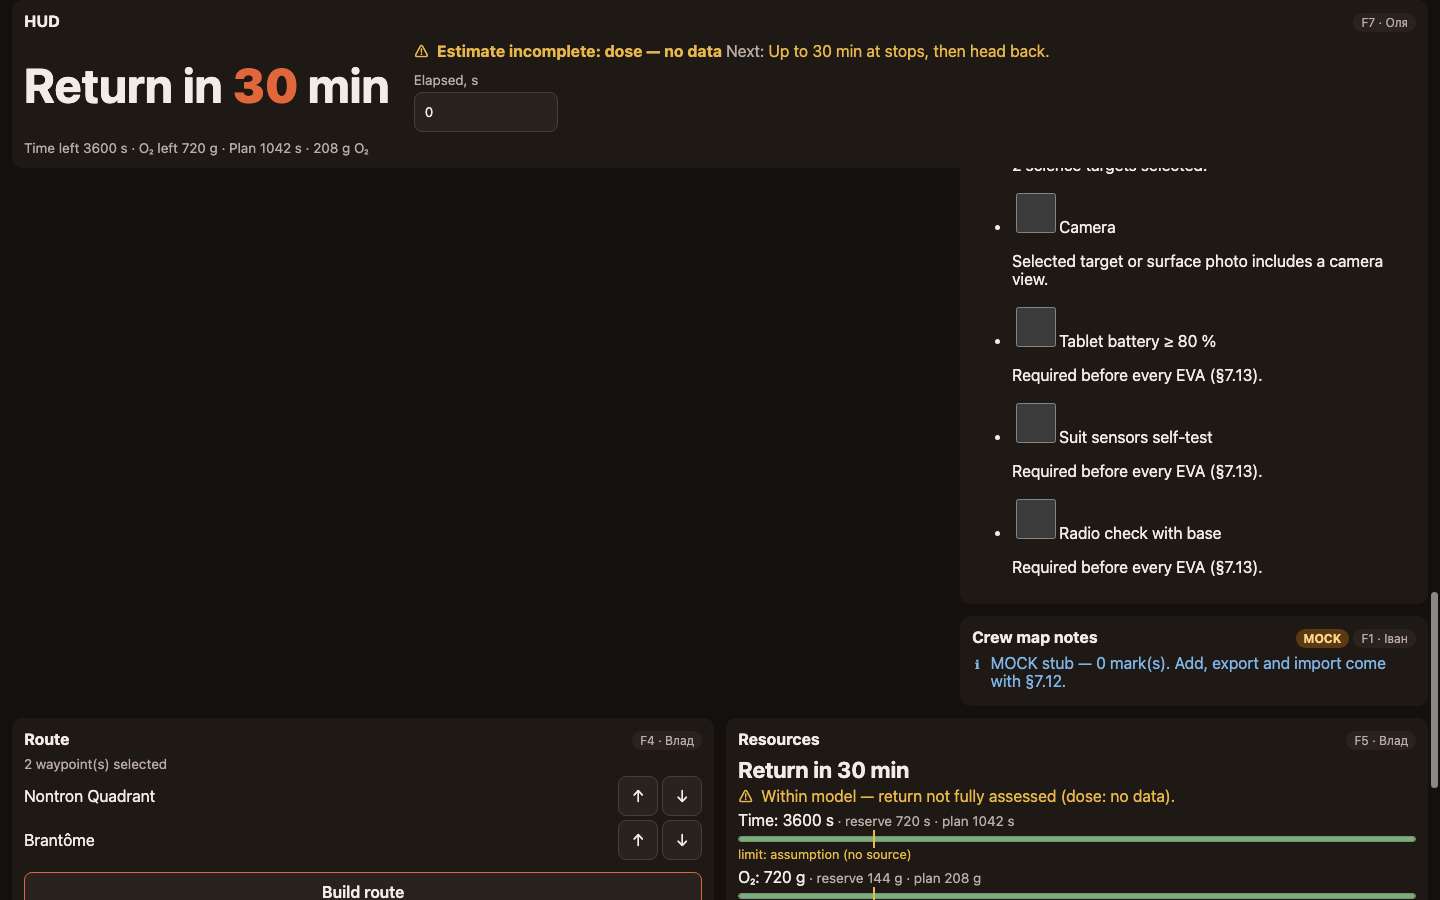 HUD
F7 · Оля
Return in 30 min
⚠ Estimate incomplete: dose — no data Next: Up to 30 min at stops, then head back.
Elapsed, s
0
Time left 3600 s · O₂ left 720 g · Plan 1042 s · 208 g O₂
2 science targets selected.
Camera
Selected target or surface photo includes a camera
view.
Tablet battery ≥ 80 %
Required before every EVA (§7.13).
Suit sensors self-test
Required before every EVA (§7.13).
Radio check with base
Required before every EVA (§7.13).
Crew map notes
MOCK
F1 · Іван
ℹ MOCK stub — 0 mark(s). Add, export and import come
with §7.12.
Route
F4 · Влад
2 waypoint(s) selected
Nontron Quadrant
↑ ↓
Brantôme
↑ ↓
Build route
Resources
F5 · Влад
Return in 30 min
⚠ Within model — return not fully assessed (dose: no data).
Time: 3600 s · reserve 720 s · plan 1042 s
limit: assumption (no source)
O₂: 720 g · reserve 144 g · plan 208 g